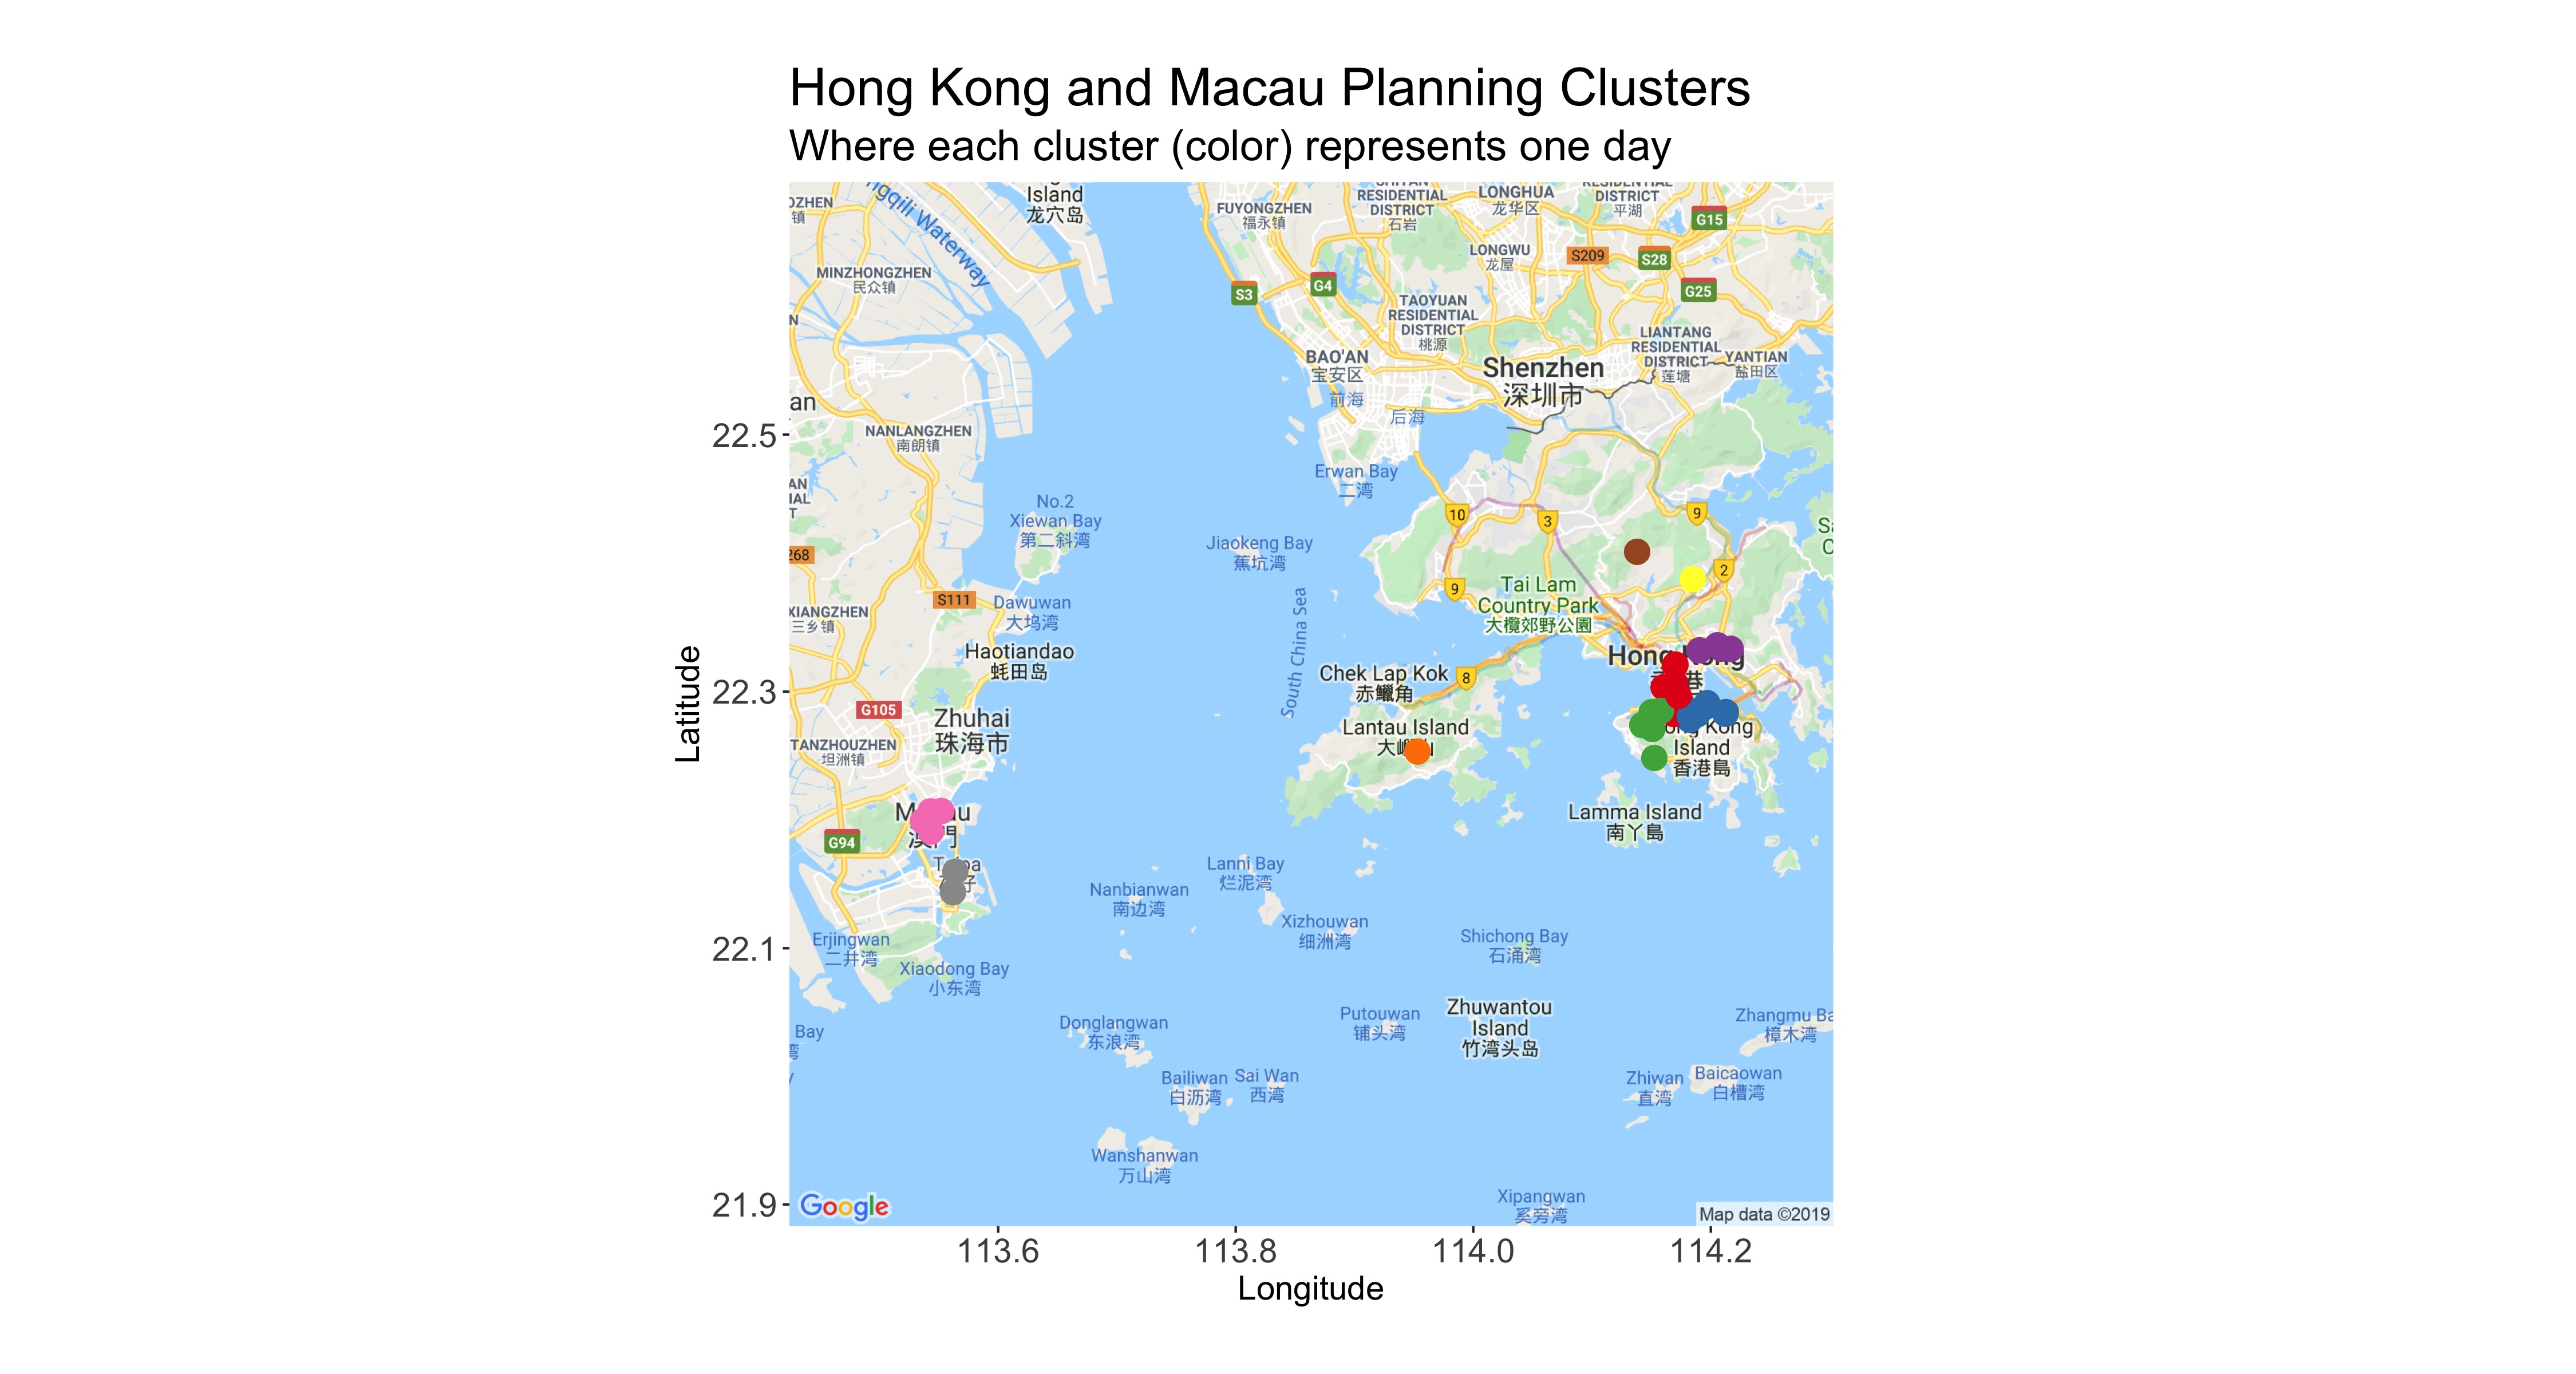 Hong Kong and Macau Planning Clusters
Where each cluster (color) represents one day
Island
龙穴岛
OZHEN
镇
FUYONGZHEN
福永镇
RESIDENTIAL
DISTRICT
石岩
LONGHUA
龙华区
DISTRICT
平湖
G15
LONGWU
龙屋
S209
S28
G25
MINZHONGZHEN
民众镇
S3
G4
TAOYUAN
RESIDENTIAL
DISTRICT
桃源
LIANTANG
RESIDENTIAL
DISTRICT
莲塘
YANTIAN
盐田区
BAO'AN
宝安区
Shenzhen
深圳市
前海
后海
an
NANLANGZHEN
南朗镇
22.5
Erwan Bay
二湾
No.2
Xiewan Bay
第二斜湾
10
3
9
Jiaokeng Bay
蕉坑湾
268
2
9
S111
Tai Lam
Country Park
大欖郊野公園
Dawuwan
大坞湾
XIANGZHEN
三乡镇
South China Sea
Haotiandao
蚝田岛
Chek Lap Kok
赤鱲角
8
22.3
G105
Zhuhai
珠海市
Lantau Island
TANZHOUZHEN
坦洲镇
Island
香港島
Lamma Island
南丫島
G94
Lanni Bay
烂泥湾
Nanbianwan
南边湾
Xizhouwan
细洲湾
Shichong Bay
石涌湾
22.1
Erjingwan
二井湾
Xiaodong Bay
小东湾
Donglangwan
东浪湾
Putouwan
铺头湾
Zhuwantou
Island
竹湾头岛
Zhangmu Ba
樟木湾
Bay
湾
Bailiwan
白沥湾
Sai Wan
西湾
Zhiwan
直湾
Baicaowan
白槽湾
Wanshanwan
万山湾
Xipangwan
奚旁湾
21.9
Google
Map data ©2019
113.6
113.8
114.0
114.2
Longitude
Latitude